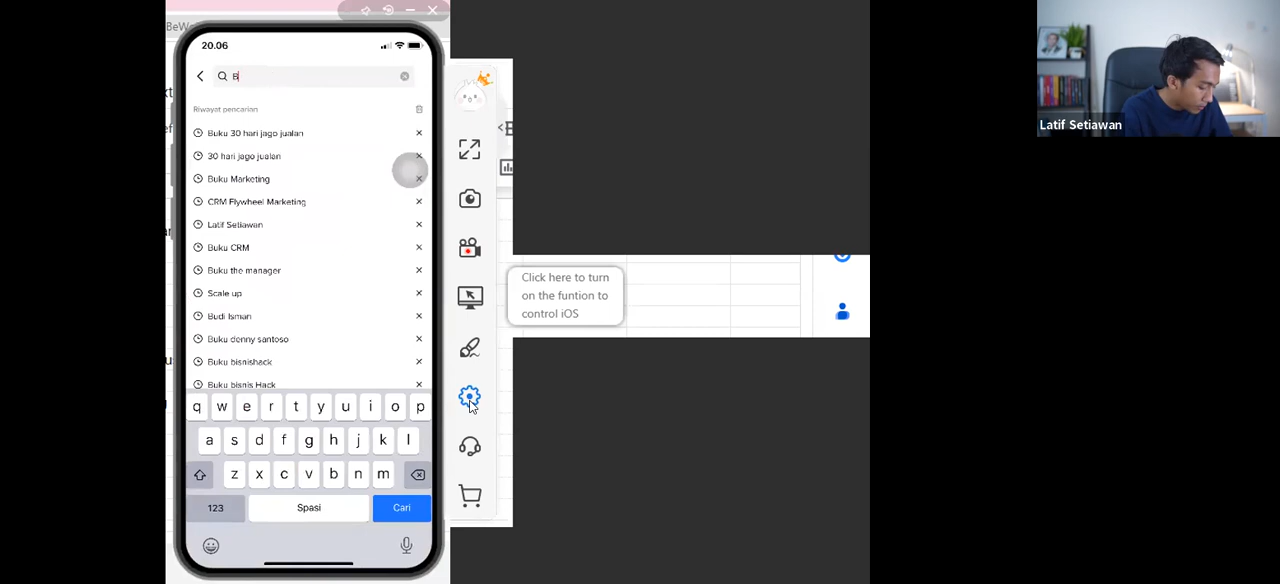 BeW
20.06
B
Riwayat pencarian
Buku 30 hari jago jualan
30 hari jago jualan
Buku Marketing
CRM Flywheel Marketing
Latif Setiawan
Buku CRM
Buku the manager
Scale up
Budi Isman
Buku denny santoso
Buku bisnishack
Buku bisnis Hack
q w e r t y u i o p
a s d f g h j k l
z x c v b n m
123 Spasi Cari
Click here to turn
on the funtion to
control iOS
Latif Setiawan